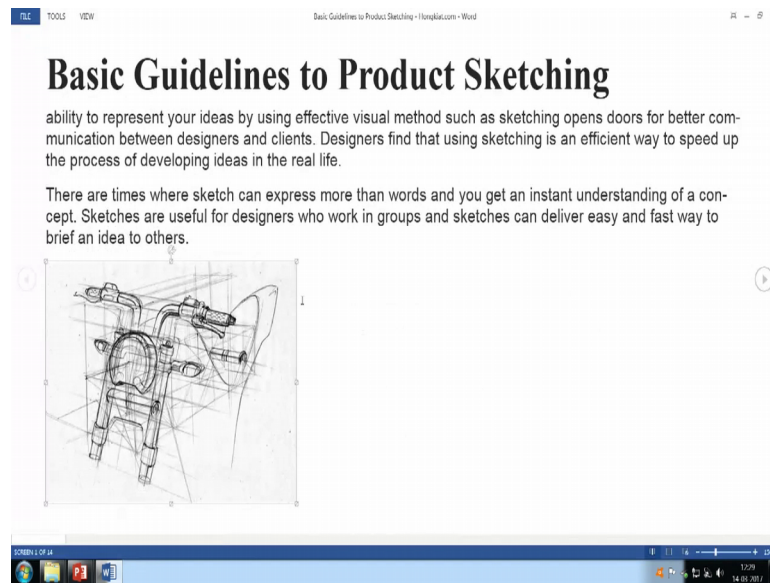 FILE TOOLS VIEW
Basic Guidelines to Product Sketching - Hongkiat.com - Word
Basic Guidelines to Product Sketching
ability to represent your ideas by using effective visual method such as sketching opens doors for better com-
munication between designers and clients. Designers find that using sketching is an efficient way to speed up
the process of developing ideas in the real life.
There are times where sketch can express more than words and you get an instant understanding of a con-
cept. Sketches are useful for designers who work in groups and sketches can deliver easy and fast way to
brief an idea to others.
SCREEN 1 OF 14
12:29
14-03-2017